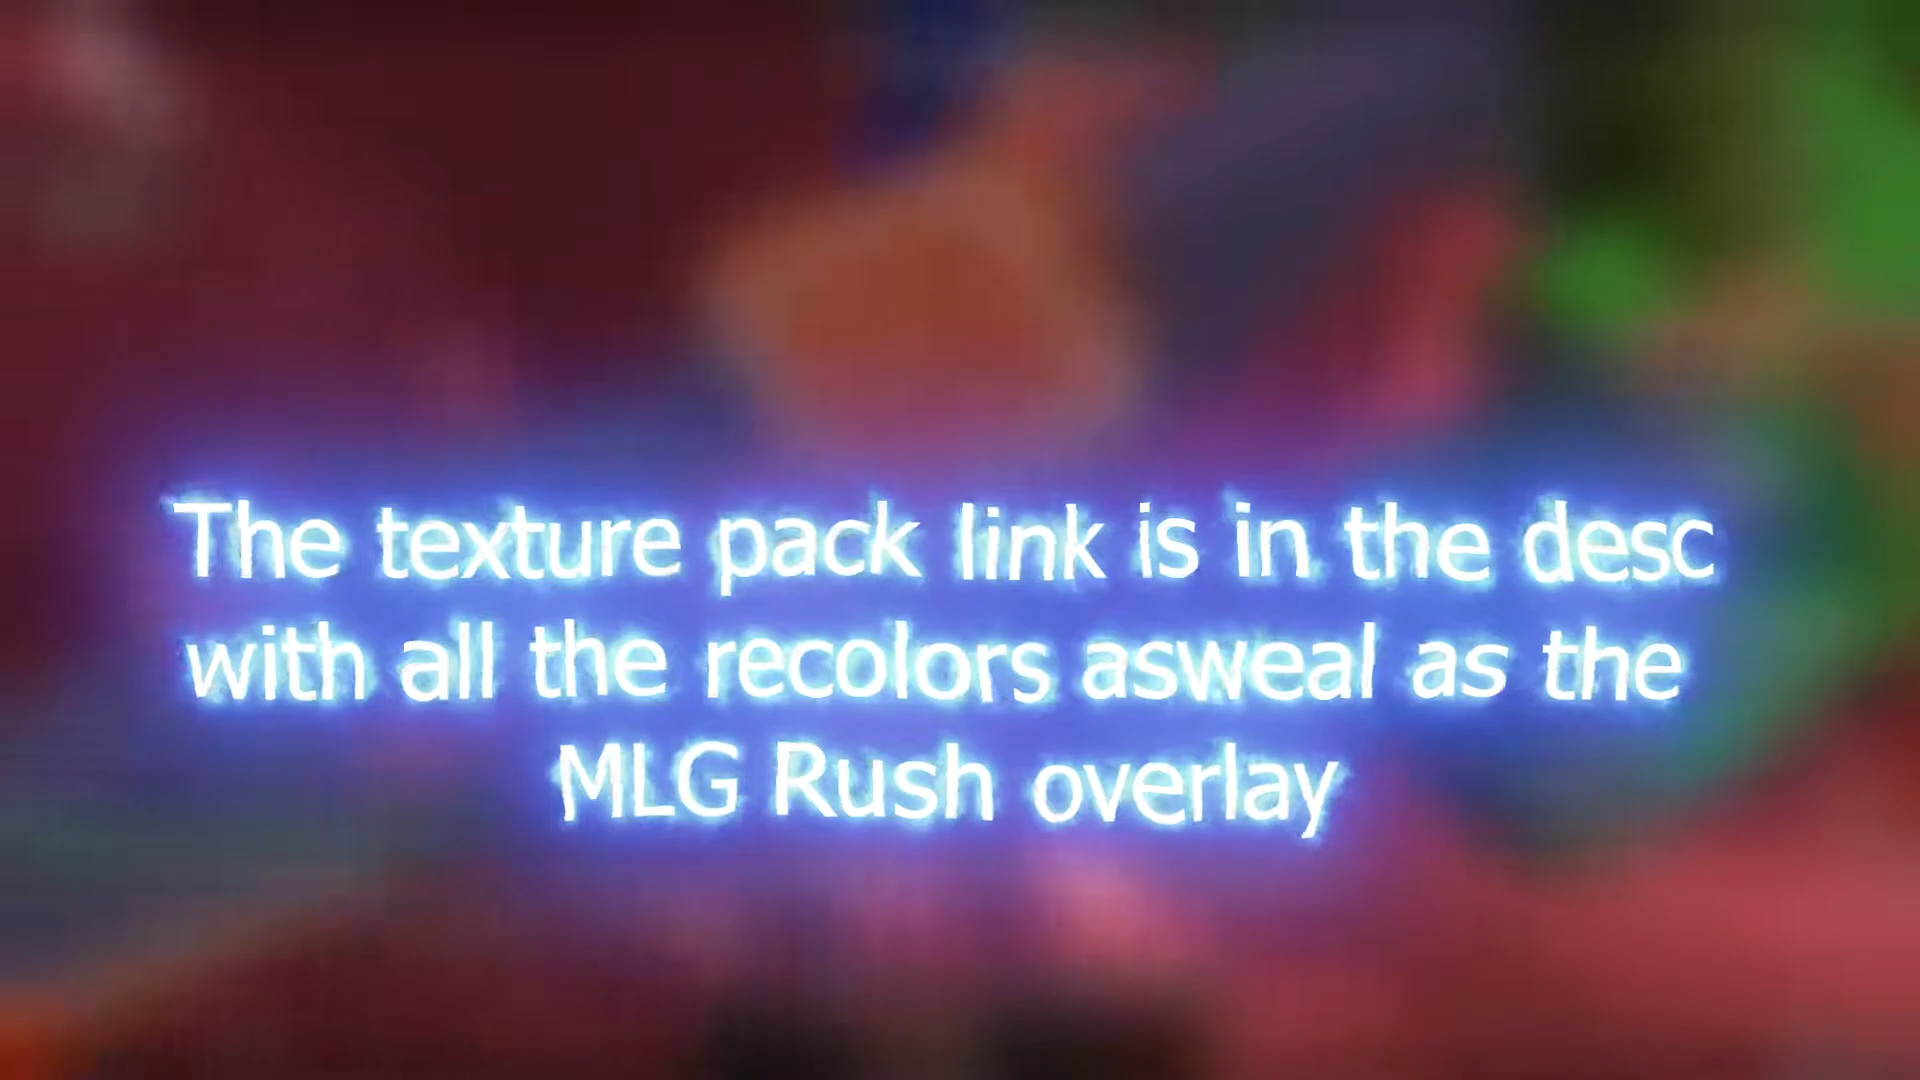 The texture pack link is in the desc
with all the recolors asweal as the
MLG Rush overlay